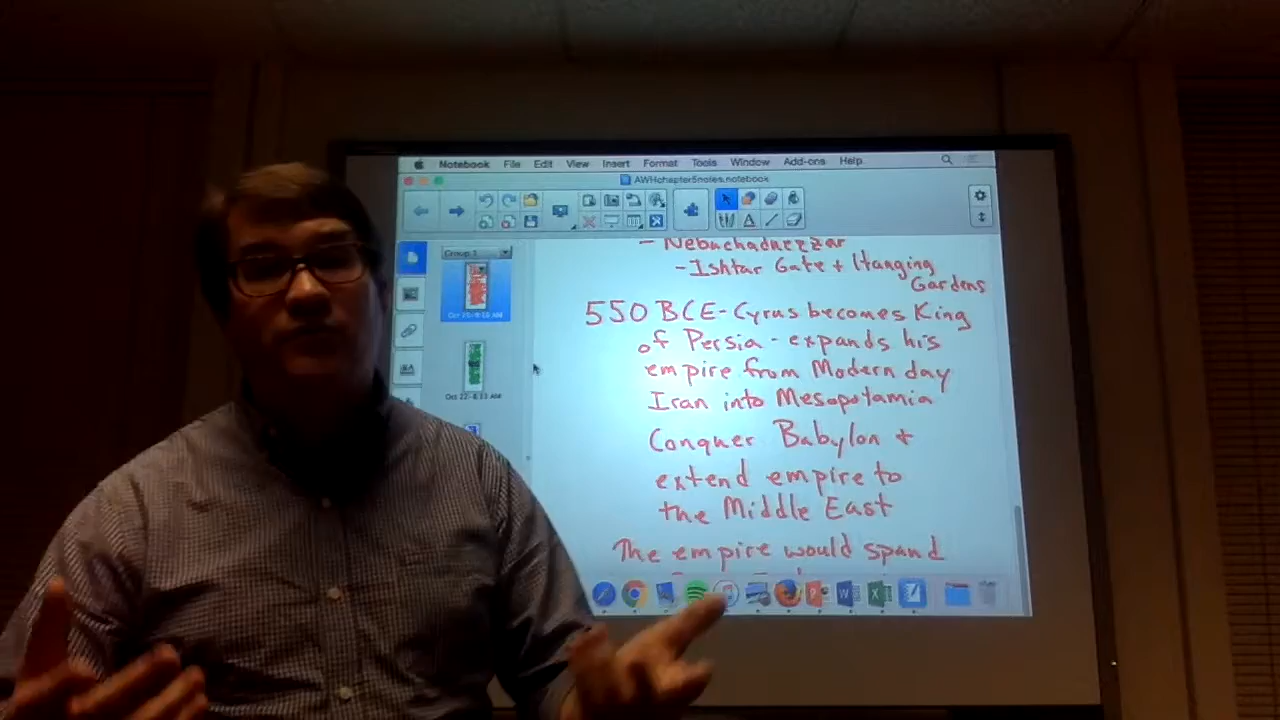 Notebook File Edit View Insert Format Tools Window Add-ons Help
AWHchapter5notes.notebook
Group 1
- Nebuchadnezzar
- Ishtar Gate + Hanging
Gardens
550 BCE - Cyrus becomes King
of Persia - expands his
empire from Modern day
Iran into Mesopotamia
Conquer Babylon +
extend empire to
the Middle East
The empire would spand